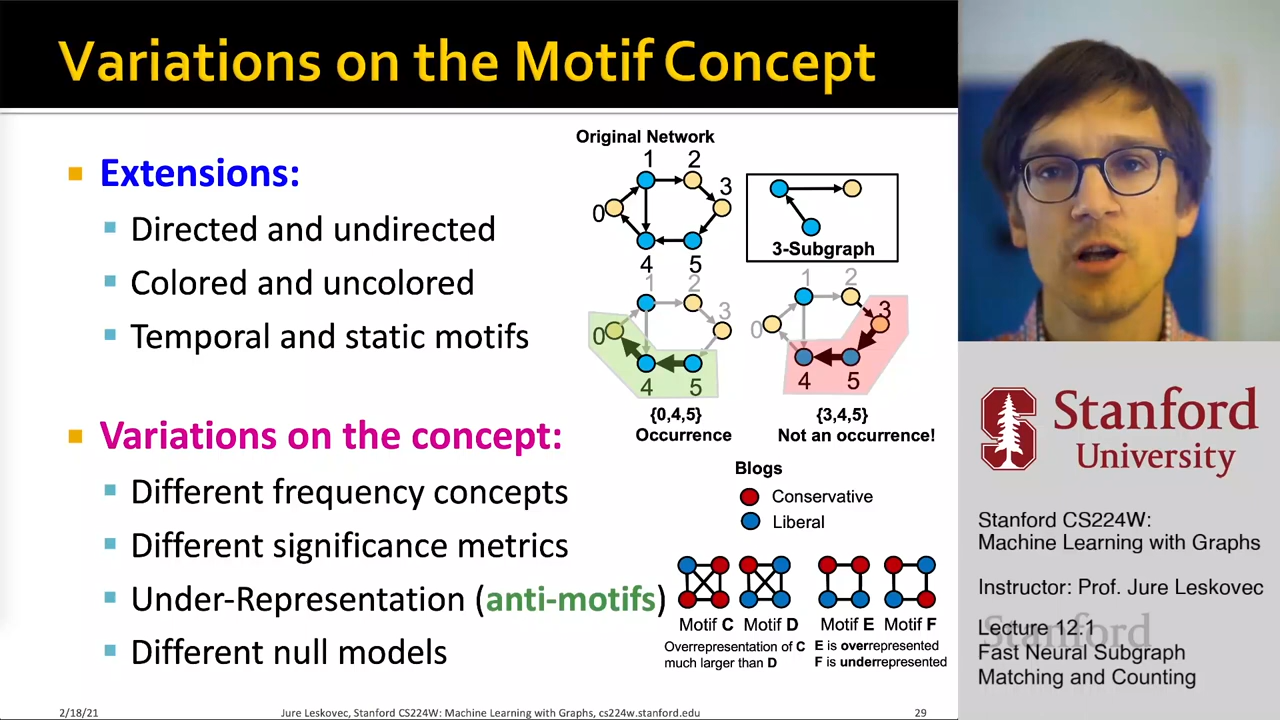 Variations on the Motif Concept
Extensions:
Directed and undirected
Colored and uncolored
Temporal and static motifs
Variations on the concept:
Different frequency concepts
Different significance metrics
Under-Representation (anti-motifs)
Different null models
Original Network
1 2
3
0
4 5
3-Subgraph
1 2
3
0
4 5
{0,4,5}
Occurrence
1 2
3
0
4 5
{3,4,5}
Not an occurrence!
Blogs
Conservative
Liberal
Motif C Motif D Motif E Motif F
Overrepresentation of C
much larger than D
E is overrepresented
F is underrepresented
2/18/21
Jure Leskovec, Stanford CS224W: Machine Learning with Graphs, cs224w.stanford.edu
29
Stanford
University
Stanford CS224W:
Machine Learning with Graphs
Instructor: Prof. Jure Leskovec
Stanford
Lecture 12.1
Fast Neural Subgraph
Matching and Counting